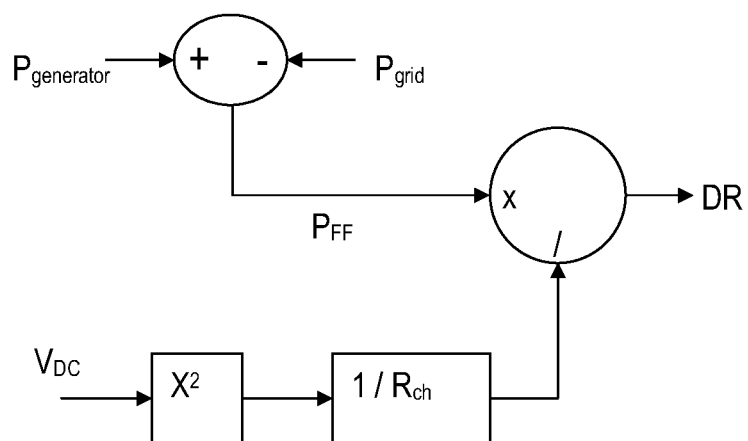 P_generator + - P_grid
x DR
P_FF
/
V_DC X² 1 / R_ch